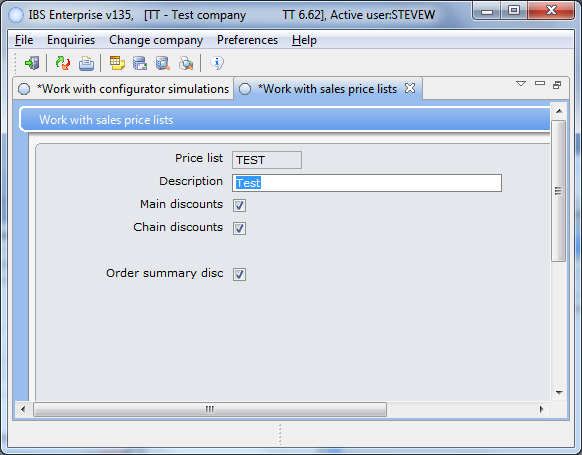 IBS Enterprise v135, [TT - Test company TT 6.62], Active user:STEVEW
File Enquiries Change company Preferences Help
*Work with configurator simulations *Work with sales price lists
Work with sales price lists
Price list TEST
Description Test
Main discounts
Chain discounts
Order summary disc